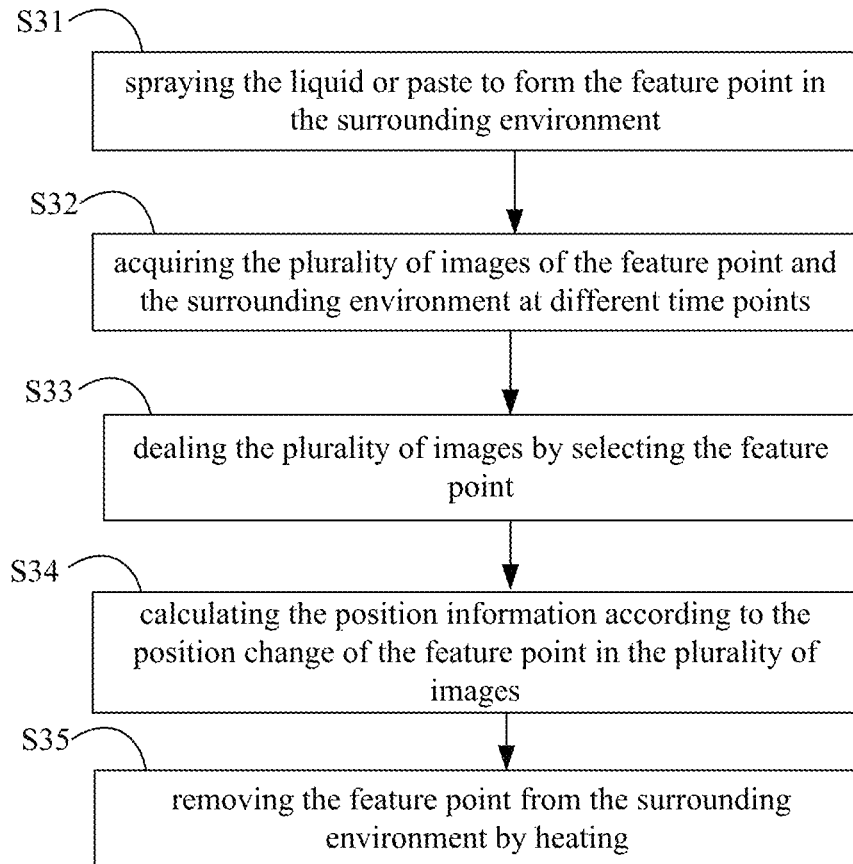 S31
spraying the liquid or paste to form the feature point in
the surrounding environment
S32
acquiring the plurality of images of the feature point and
the surrounding environment at different time points
S33
dealing the plurality of images by selecting the feature
point
S34
calculating the position information according to the
position change of the feature point in the plurality of
images
S35
removing the feature point from the surrounding
environment by heating